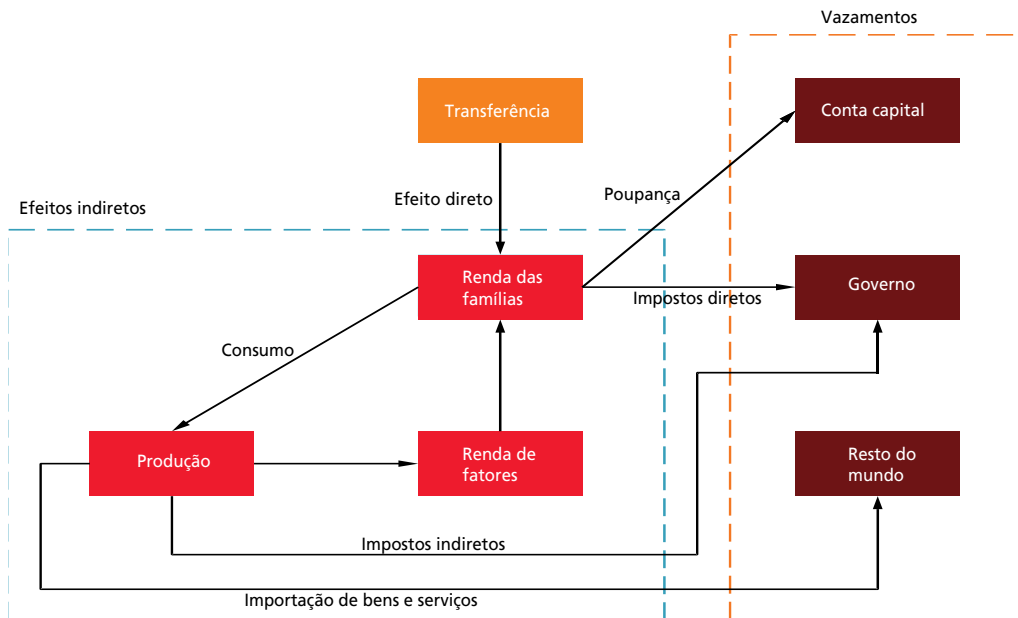 Vazamentos
Transferência
Conta capital
Efeito direto
Poupança
Efeitos indiretos
Renda das
famílias
Impostos diretos
Governo
Consumo
Produção
Renda de
fatores
Resto do
mundo
Impostos indiretos
Importação de bens e serviços